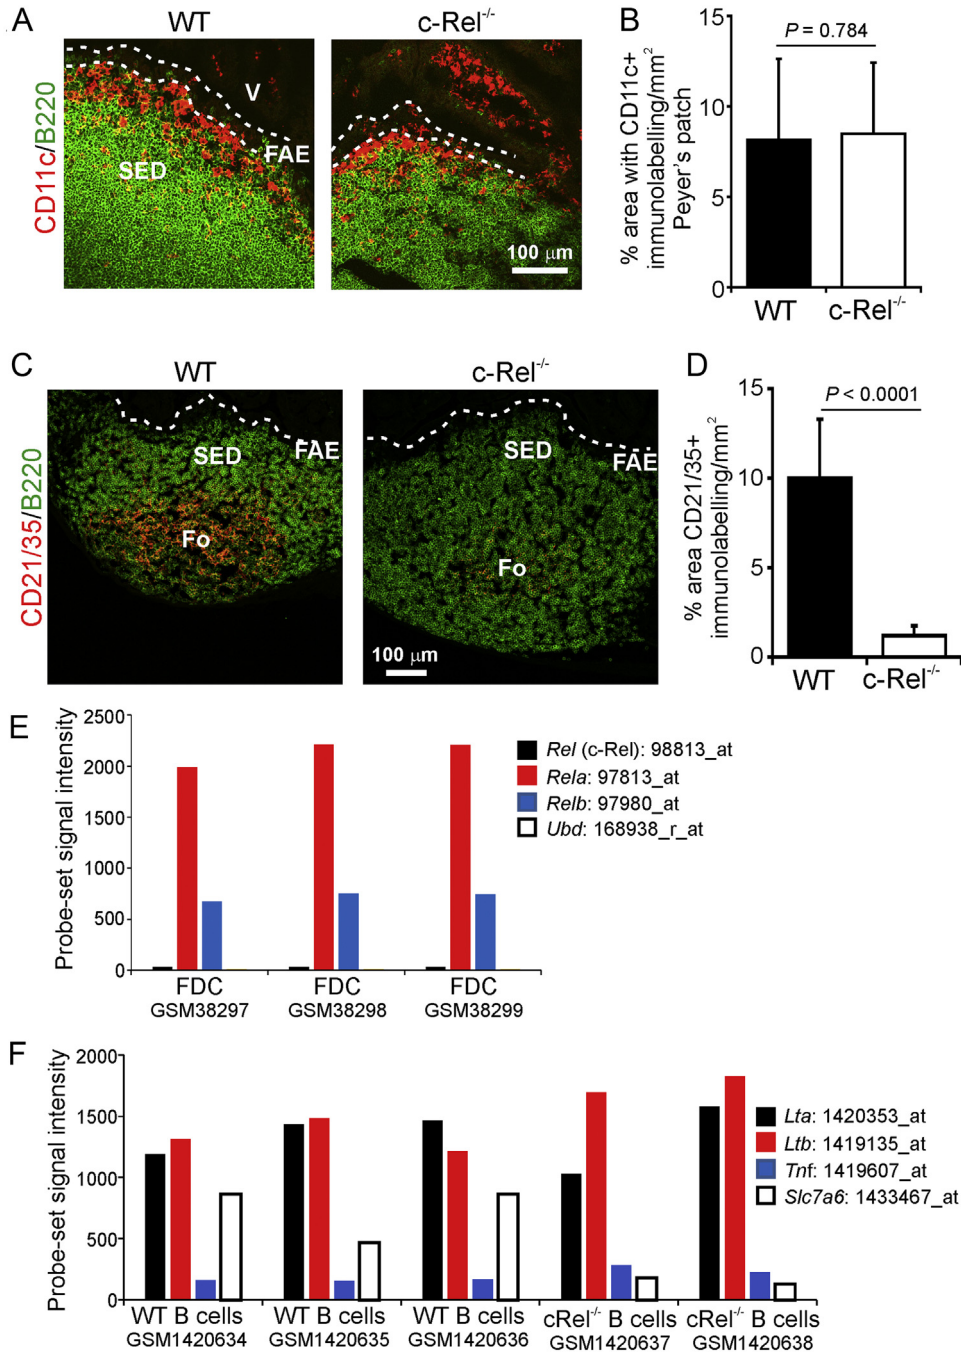 A
WT
c-Rel-/-
CD11c/B220
V
FAE
SED
100 µm
B
% area with CD11c+
immunolabelling/mm2
Peyer's patch
15
10
5
0
P = 0.784
WT
c-Rel-/-
C
WT
c-Rel-/-
CD21/35/B220
SED
FAE
Fo
SED
FAE
Fo
100 µm
D
% area CD21/35+
immunolabelling/mm2
15
10
5
0
P < 0.0001
WT
c-Rel-/-
E
Probe-set signal intensity
2500
2000
1500
1000
500
0
FDC
GSM38297
FDC
GSM38298
FDC
GSM38299
Rel (c-Rel): 98813_at
Rela: 97813_at
Relb: 97980_at
Ubd: 168938_r_at
F
Probe-set signal intensity
2000
1500
1000
500
0
WT B cells
GSM1420634
WT B cells
GSM1420635
WT B cells
GSM1420636
cRel-/- B cells
GSM1420637
cRel-/- B cells
GSM1420638
Lta: 1420353_at
Ltb: 1419135_at
Tnf: 1419607_at
Slc7a6: 1433467_at